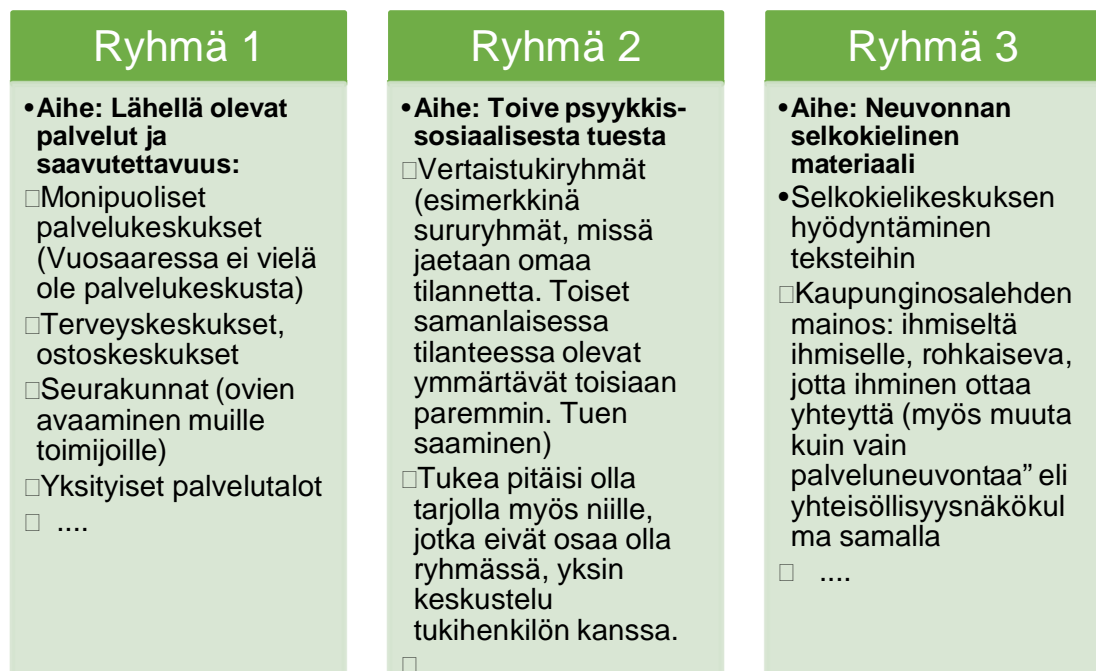 Ryhmä 1
•Aihe: Lähellä olevat
palvelut ja
saavutettavuus:
□Monipuoliset
palvelukeskukset
(Vuosaaressa ei vielä
ole palvelukeskusta)
□Terveyskeskukset,
ostoskeskukset
□Seurakunnat (ovien
avaaminen muille
toimijoille)
□Yksityiset palvelutalot
□ ....
Ryhmä 2
•Aihe: Toive psyykkis-
sosiaalisesta tuesta
□Vertaistukiryhmät
(esimerkkinä
sururyhmät, missä
jaetaan omaa
tilannetta. Toiset
samanlaisessa
tilanteessa olevat
ymmärtävät toisiaan
paremmin. Tuen
saaminen)
□Tukea pitäisi olla
tarjolla myös niille,
jotka eivät osaa olla
ryhmässä, yksin
keskustelu
tukihenkilön kanssa.
□
Ryhmä 3
•Aihe: Neuvonnan
selkokielinen
materiaali
•Selkokielikeskuksen
hyödyntäminen
teksteihin
□Kaupunginosalehden
mainos: ihmiseltä
ihmiselle, rohkaiseva,
jotta ihminen ottaa
yhteyttä (myös muuta
kuin vain
palveluneuvontaa” eli
yhteisöllisyysnäkökul
ma samalla
□ ....